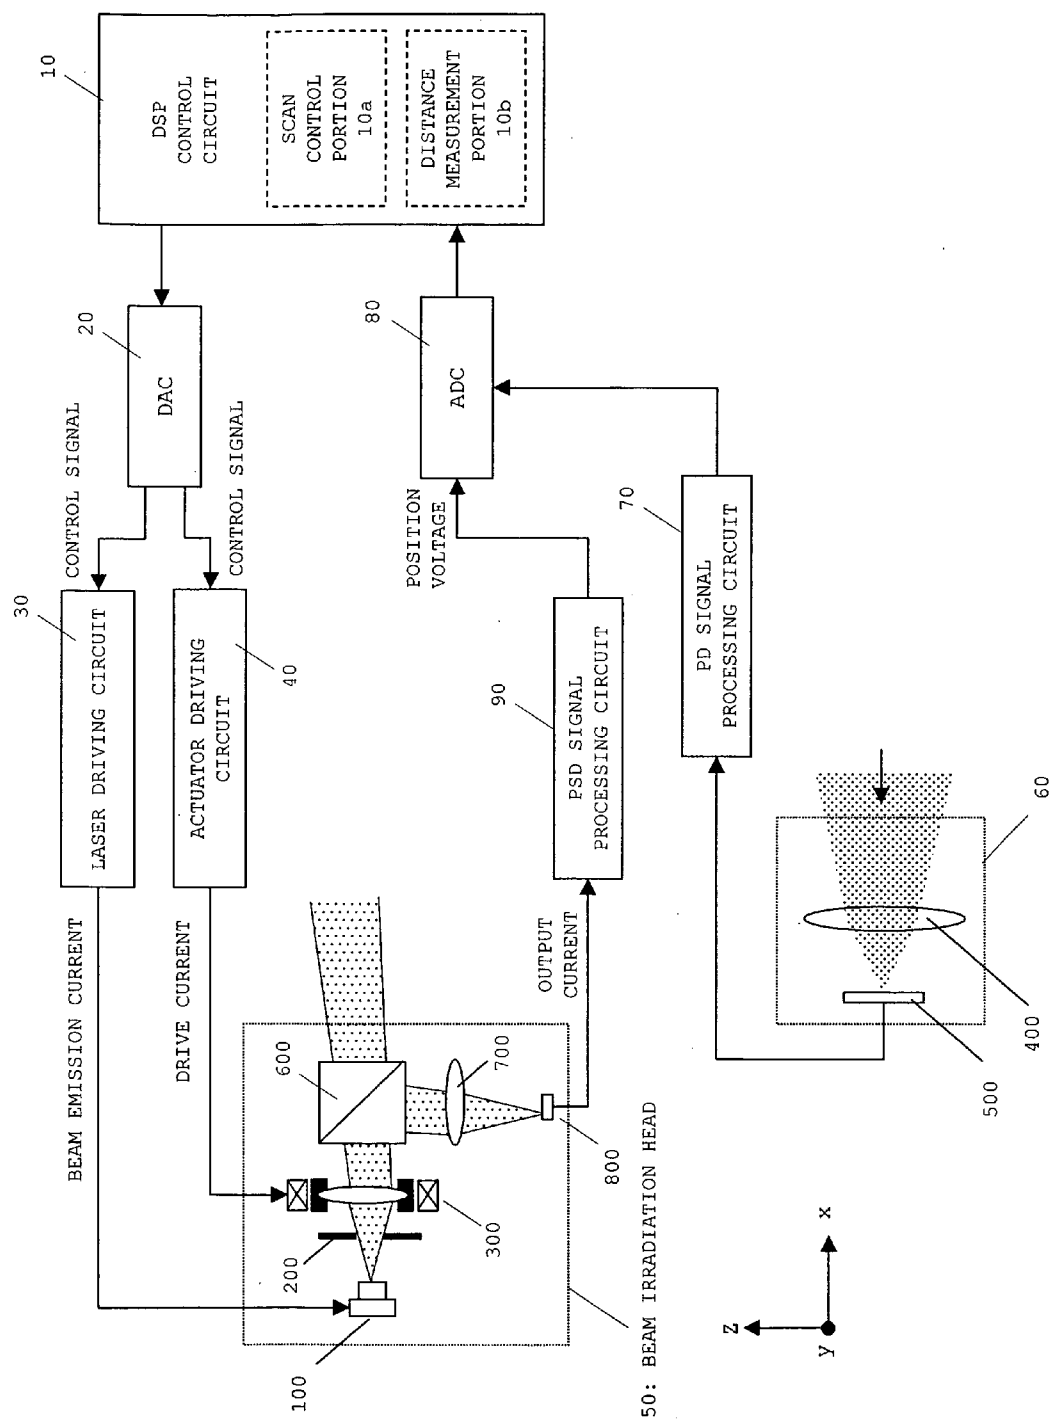 10
DSP
CONTROL
CIRCUIT
SCAN
CONTROL
PORTION
10a
DISTANCE
MEASUREMENT
PORTION
10b
20
DAC
80
ADC
CONTROL SIGNAL
CONTROL SIGNAL
POSITION
VOLTAGE
30
LASER DRIVING CIRCUIT
ACTUATOR DRIVING
CIRCUIT
40
90
PSD SIGNAL
PROCESSING CIRCUIT
70
PD SIGNAL
PROCESSING CIRCUIT
BEAM EMISSION CURRENT
DRIVE CURRENT
OUTPUT
CURRENT
60
400
500
600
700
800
200
300
100
50: BEAM IRRADIATION HEAD
z
x
y